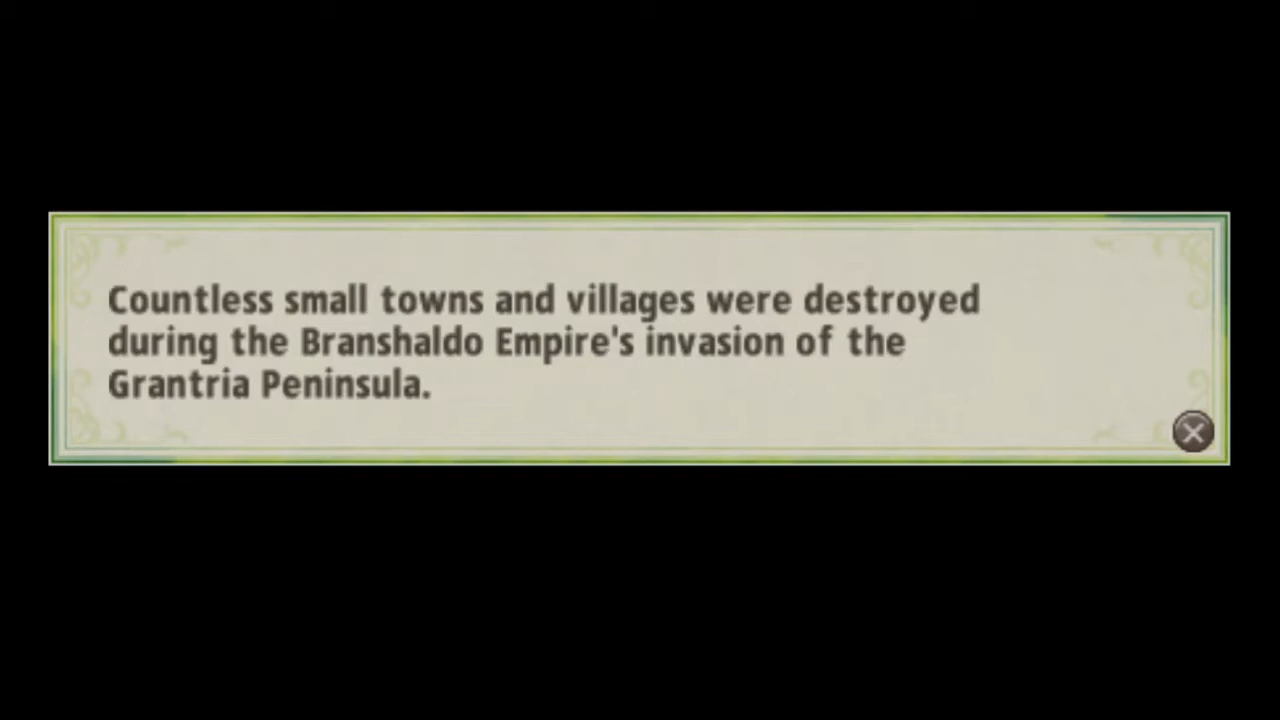 Countless small towns and villages were destroyed
during the Branshaldo Empire's invasion of the
Grantria Peninsula.